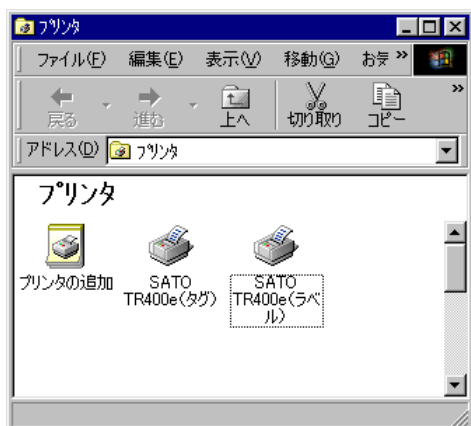 プリンタ
ファイル(F) 編集(E) 表示(V) 移動(G) お気 »
戻る 進む 上へ 切り取り コピー »
アドレス(D) プリンタ
プリンタ
プリンタの追加
SATO
TR400e(タグ)
SATO
TR400e(ラベ
ル)